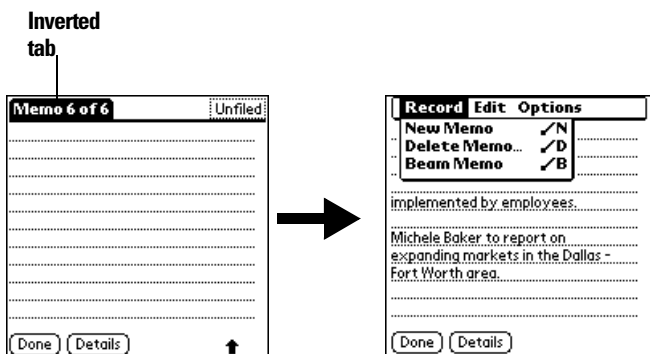 Inverted
tab
Memo 6 of 6 Unfiled
Done Details
Record Edit Options
New Memo /N
Delete Memo... /D
Beam Memo /B
implemented by employees.
Michele Baker to report on
expanding markets in the Dallas -
Fort Worth area.
Done Details